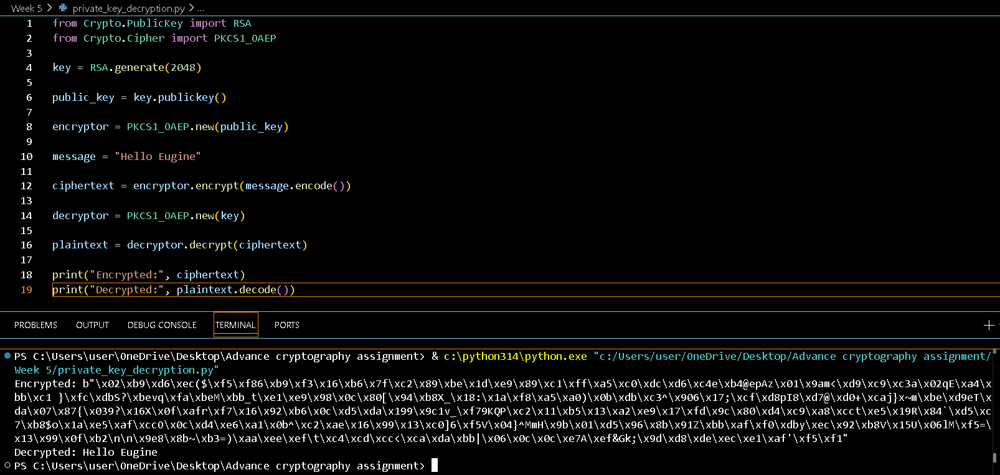 Week 5 > private_key_decryption.py > ...
1 from Crypto.PublicKey import RSA
2 from Crypto.Cipher import PKCS1_OAEP
3
4 key = RSA.generate(2048)
5
6 public_key = key.publickey()
7
8 encryptor = PKCS1_OAEP.new(public_key)
9
10 message = "Hello Eugine"
11
12 ciphertext = encryptor.encrypt(message.encode())
13
14 decryptor = PKCS1_OAEP.new(key)
15
16 plaintext = decryptor.decrypt(ciphertext)
17
18 print("Encrypted:", ciphertext)
19 print("Decrypted:", plaintext.decode())
PROBLEMS OUTPUT DEBUG CONSOLE TERMINAL PORTS
PS C:\Users\user\OneDrive\Desktop\Advance cryptography assignment> & c:\python314\python.exe "c:/Users/user/OneDrive/Desktop/Advance cryptography assignment/
Week 5/private_key_decryption.py"
Encrypted: b"\x02\xb9\xd6\xec($\xf5\xf86\xb9\xf3\x16\xb6\x7f\xc2\x89\xbe\x1d\xe9\x89\xc1\xff\xa5\xc0\xdc\xd6\xc4e\xb4@epAz\x01\x9am<\xd9\xc9\xc3a\x02qE\xa4\x
bb\xc1 }\xfc\xdbS?\xbevq\xfa\xbeM\xbb_t\xe1\xe9\x98\x0c\x80[\x94\xb8X_\x18:\x1a\xf8\xa5\xa0)\x0b\xdb\xc3^\x906\x17;\xcf\xd8pI8\xd7@\xd0+\xcaj}x~m\xbe\xd9eT\x
da\x07\x87{\x039?\x16X\x0f\xafr\xf7\x16\x92\xb6\x0c\xd5\xda\x199\x9c1v_\xf79KQP\xc2\x11\xb5\x13\xa2\xe9\x17\xfd\x9c\x80\xd4\xc9\xa8\xcct\xe5\x19R\x84`\xd5\xc
7\xb8$o\x1a\xe5\xaf\xccO\x0c\xd4\xe6\xa1\x0b^\xc2\xae\x16\x99\x13\xc0]6\xf5V\x04}^MmH\x9b\x01\xd5\x96\x8b\x91Z\xbb\xaf\xf0\xdby\xec\x92\xb8V\x15U\x06lM\xf5=\
x13\x99\x0f\xb2\n\n\x9e8\x8b~\xb3=)\xaa\xee\xef\t\xc4\xcd\xcc<\xca\xda\xbb|\x06\x0c\x0c\xe7A\xef&Gk;\x9d\xd8\xde\xec\xe1\xaf'\xf5\xf1"
Decrypted: Hello Eugine
PS C:\Users\user\OneDrive\Desktop\Advance cryptography assignment>